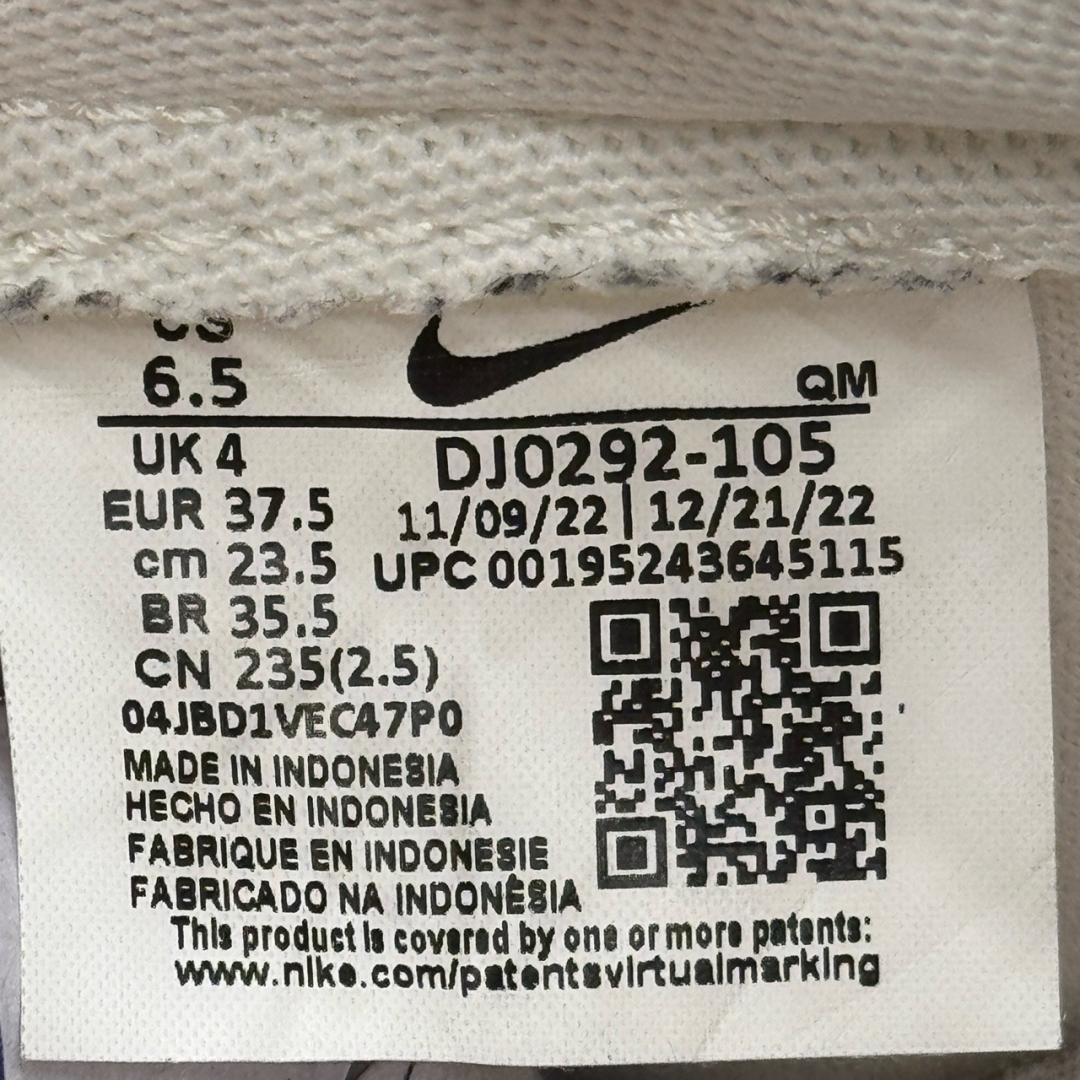 US
6.5
QM
UK 4
DJ0292-105
EUR 37.5
11/09/22 | 12/21/22
cm 23.5
UPC 00195243645115
BR 35.5
CN 235(2.5)
04JBD1VEC47P0
MADE IN INDONESIA
HECHO EN INDONESIA
FABRIQUE EN INDONESIE
FABRICADO NA INDONÉSIA
This product is covered by one or more patents:
www.nike.com/patentsvirtualmarking